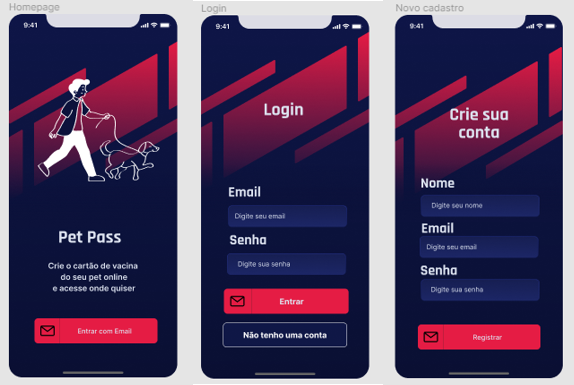 Homepage
9:41
Pet Pass
Crie o cartão de vacina
do seu pet online
e acesse onde quiser
Entrar com Email
Login
9:41
Login
Email
Digite seu email
Senha
Digite sua senha
Entrar
Não tenho uma conta
Novo cadastro
9:41
Crie sua
conta
Nome
Digite seu nome
Email
Digite seu email
Senha
Digite sua senha
Registrar